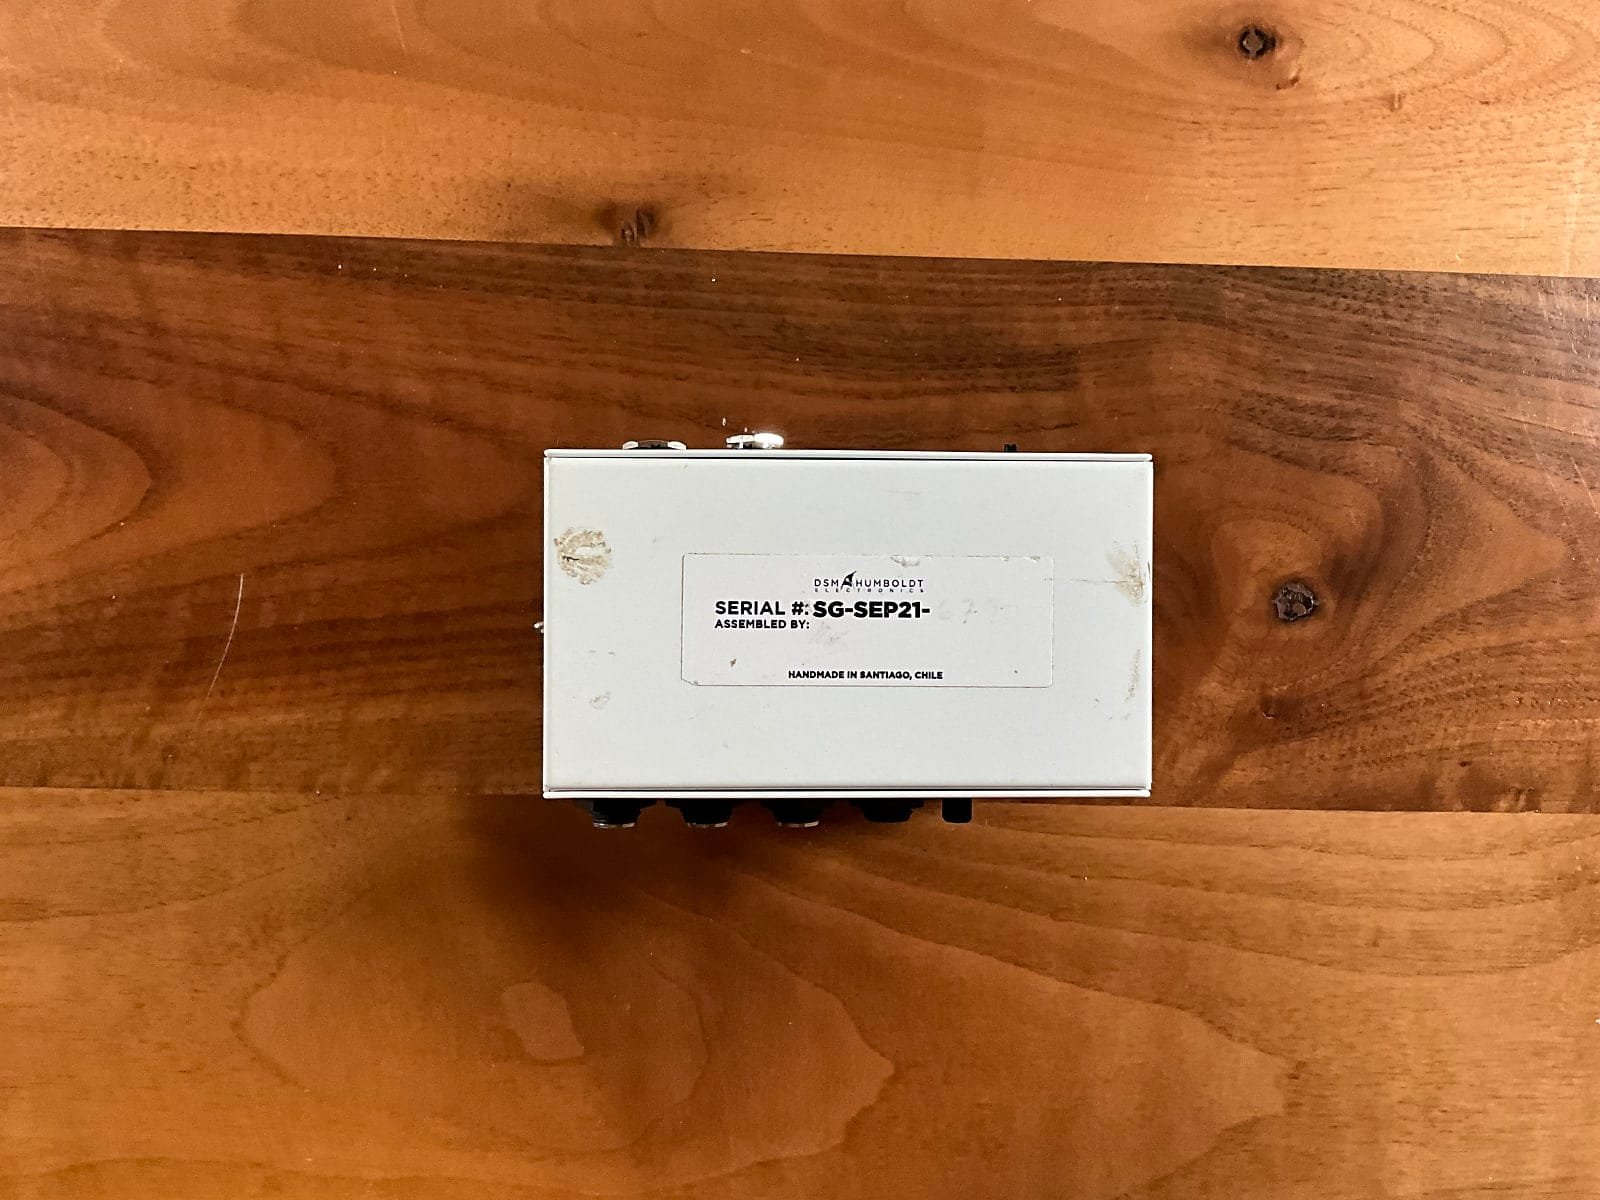 DSM HUMBOLDT
ELECTRONICS
SERIAL #: SG-SEP21-
ASSEMBLED BY:
HANDMADE IN SANTIAGO, CHILE